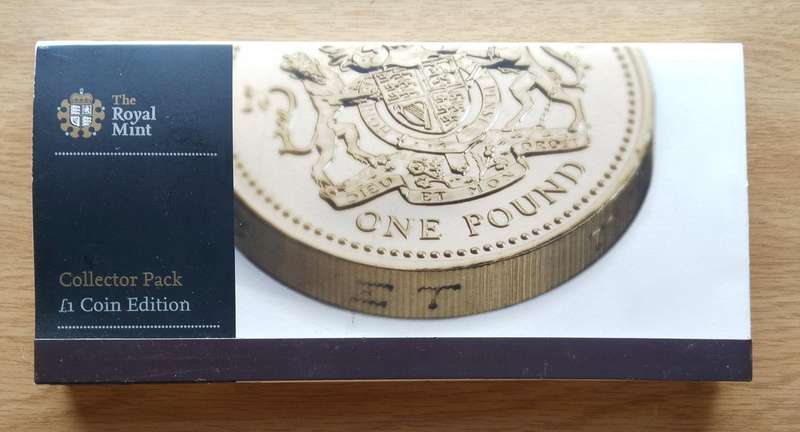 The
Royal
Mint
Collector Pack
£1 Coin Edition
DIEU ET MON DROIT
ONE POUND